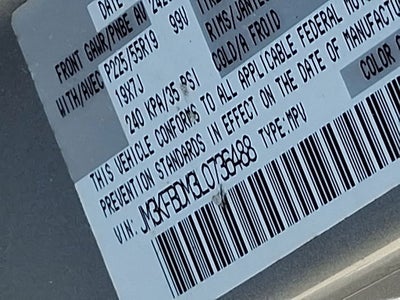 DATE
FRONT GAWR/PNBE AV
WITH/AVEC
P225/55R19 99V
RIMS/JANTE
19X7J
240 KPA/35 PSI
COLD/A FROID
THIS VEHICLE CONFORMS TO ALL APPLICABLE FEDERAL MOTOR
PREVENTION STANDARDS IN EFFECT ON THE DATE OF MANUFACTUR
VIN: JM3KFBDM3L0736488 TYPE:MPV
COLOR